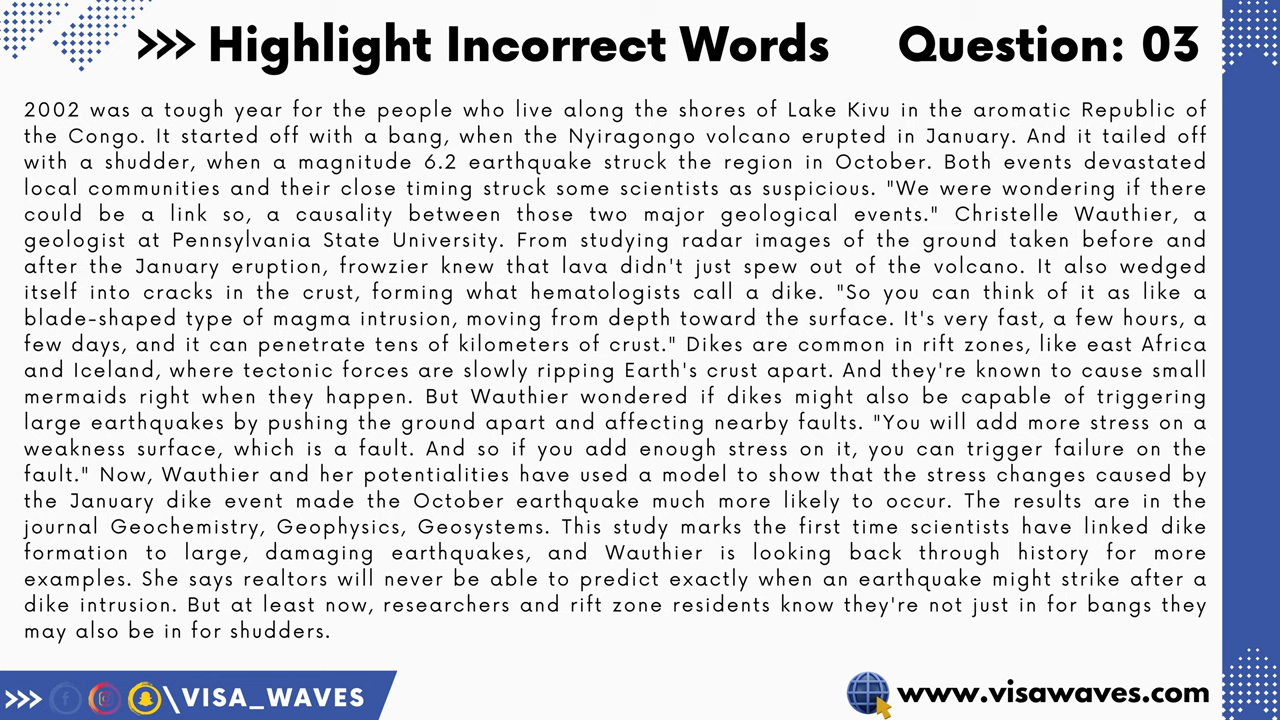 >>> Highlight Incorrect Words Question: 03
2002 was a tough year for the people who live along the shores of Lake Kivu in the aromatic Republic of
the Congo. It started off with a bang, when the Nyiragongo volcano erupted in January. And it tailed off
with a shudder, when a magnitude 6.2 earthquake struck the region in October. Both events devastated
local communities and their close timing struck some scientists as suspicious. "We were wondering if there
could be a link so, a causality between those two major geological events." Christelle Wauthier, a
geologist at Pennsylvania State University. From studying radar images of the ground taken before and
after the January eruption, frowzier knew that lava didn't just spew out of the volcano. It also wedged
itself into cracks in the crust, forming what hematologists call a dike. "So you can think of it as like a
blade-shaped type of magma intrusion, moving from depth toward the surface. It's very fast, a few hours, a
few days, and it can penetrate tens of kilometers of crust." Dikes are common in rift zones, like east Africa
and Iceland, where tectonic forces are slowly ripping Earth's crust apart. And they're known to cause small
mermaids right when they happen. But Wauthier wondered if dikes might also be capable of triggering
large earthquakes by pushing the ground apart and affecting nearby faults. "You will add more stress on a
weakness surface, which is a fault. And so if you add enough stress on it, you can trigger failure on the
fault." Now, Wauthier and her potentialities have used a model to show that the stress changes caused by
the January dike event made the October earthquake much more likely to occur. The results are in the
journal Geochemistry, Geophysics, Geosystems. This study marks the first time scientists have linked dike
formation to large, damaging earthquakes, and Wauthier is looking back through history for more
examples. She says realtors will never be able to predict exactly when an earthquake might strike after a
dike intrusion. But at least now, researchers and rift zone residents know they're not just in for bangs they
may also be in for shudders.
>>> \VISA_WAVES
www.visawaves.com